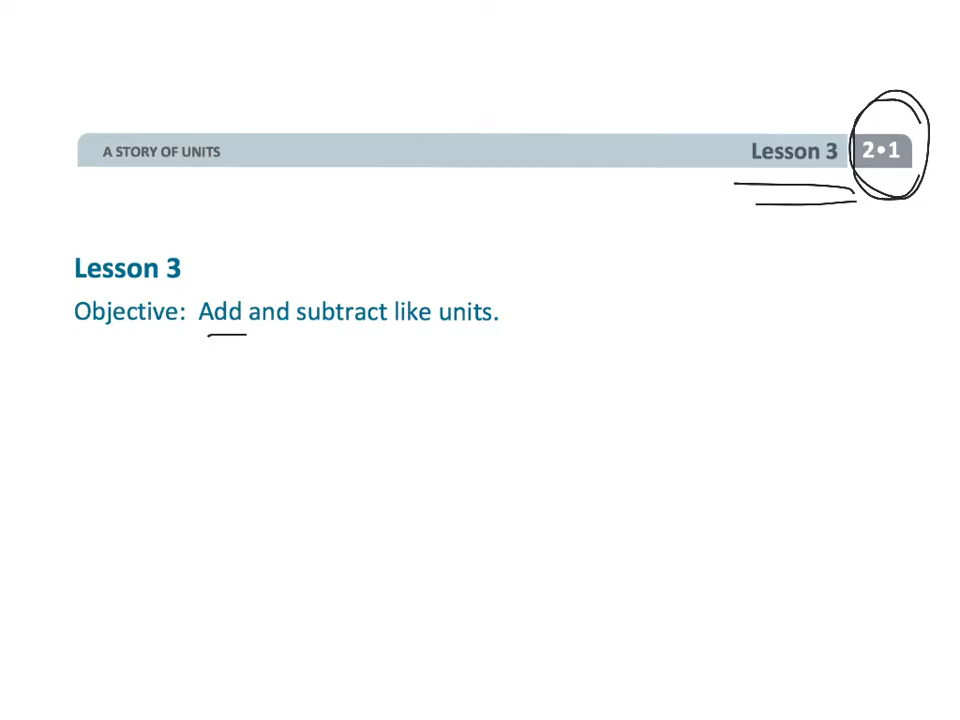 A STORY OF UNITS
Lesson 3
2•1
Lesson 3
Objective: Add and subtract like units.